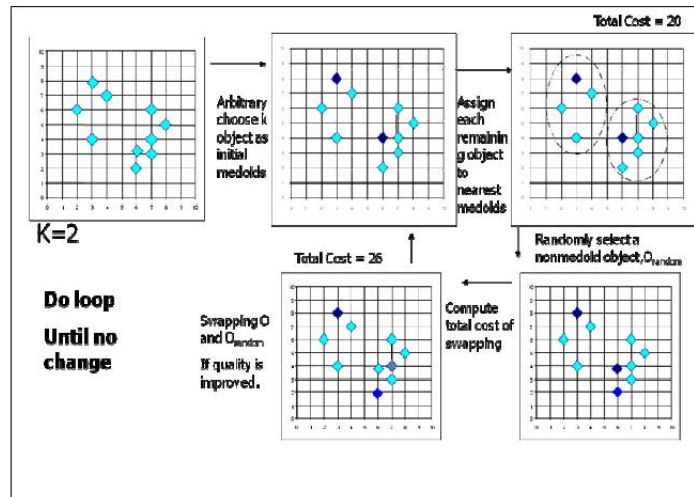 Total Cost = 20
Arbitrary
choose k
object as
initial
medoids
Assign
each
remainin
g object
to
nearest
medoids
K=2
Total Cost = 26
Randomly select a
nonmedoid object,O random
Do loop
Until no
change
Swapping O
and O random
If quality is
improved.
Compute
total cost of
swapping